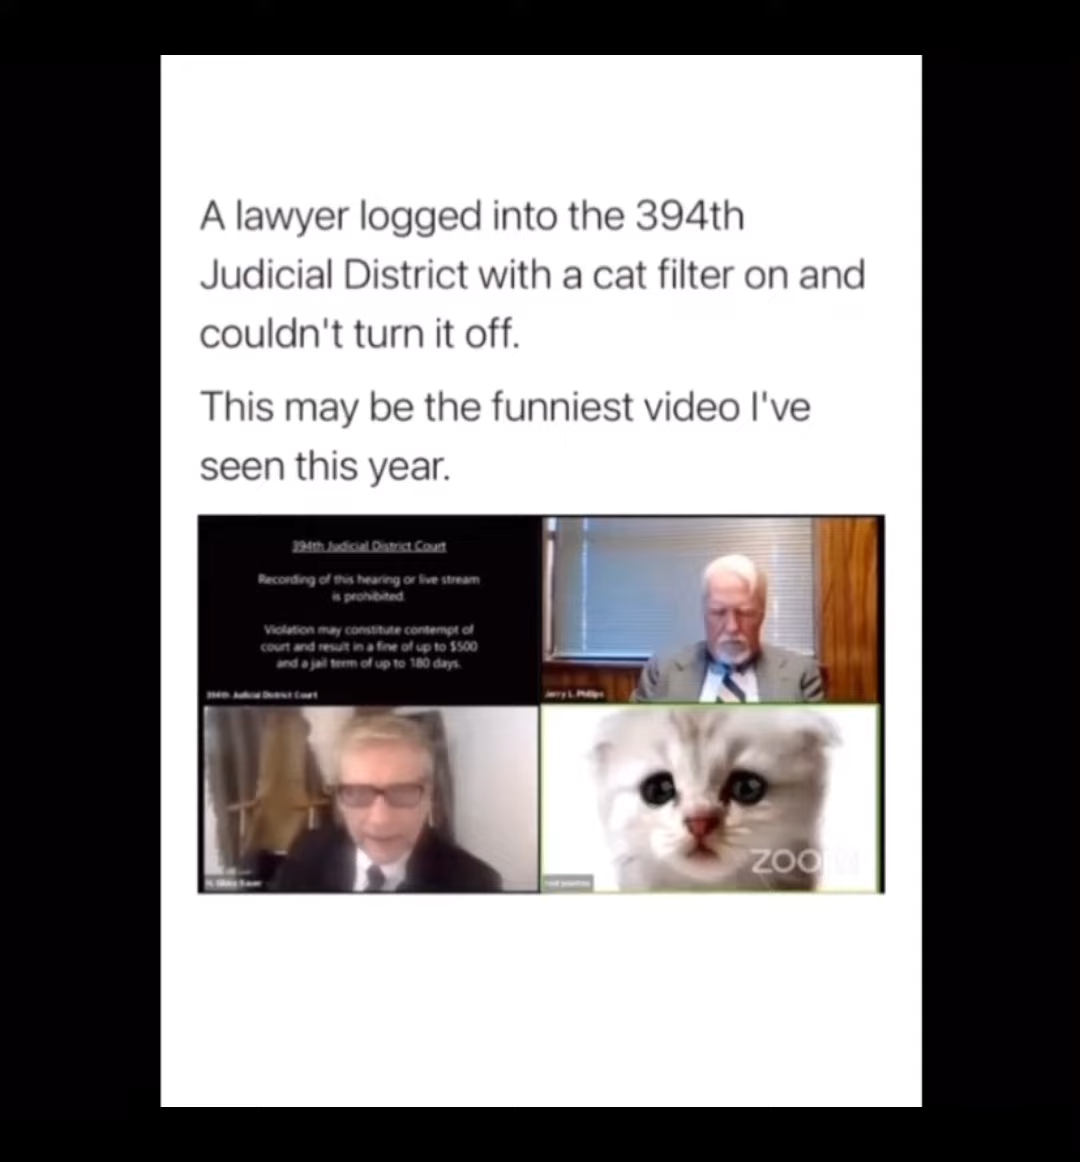 A lawyer logged into the 394th
Judicial District with a cat filter on and
couldn't turn it off.
This may be the funniest video I've
seen this year.
394th Judicial District Court
Recording of this hearing or live stream
is prohibited.
Violation may constitute contempt of
court and result in a fine of up to $500
and a jail term of up to 180 days.
394th Judicial District Court
Jerry L. Phillips
ZOOM